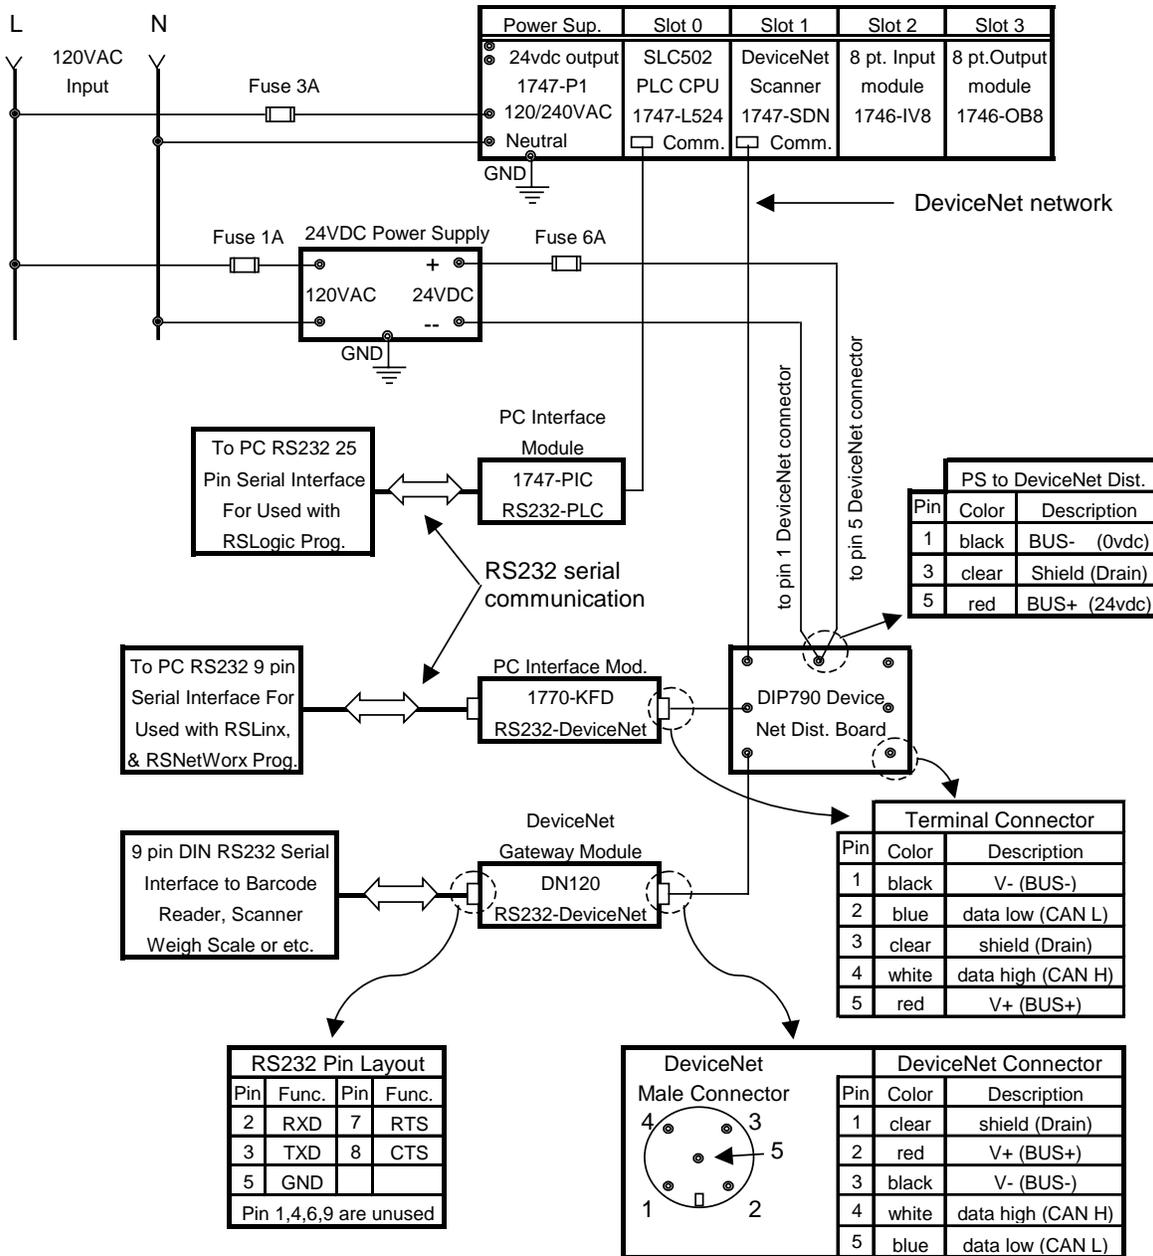 L
N
120VAC
Input
Fuse 3A
Power Sup.
Slot 0
Slot 1
Slot 2
Slot 3
24vdc output
1747-P1
120/240VAC
Neutral
SLC502
PLC CPU
1747-L524
Comm.
DeviceNet
Scanner
1747-SDN
Comm.
8 pt. Input
module
1746-IV8
8 pt.Output
module
1746-OB8
GND
DeviceNet network
Fuse 1A
24VDC Power Supply
Fuse 6A
+
120VAC
24VDC
--
GND
to pin 1 DeviceNet connector
to pin 5 DeviceNet connector
PC Interface
Module
To PC RS232 25
Pin Serial Interface
For Used with
RSLogic Prog.
1747-PIC
RS232-PLC
RS232 serial
communication
PS to DeviceNet Dist.
Pin Color Description
1 black BUS- (0vdc)
3 clear Shield (Drain)
5 red BUS+ (24vdc)
To PC RS232 9 pin
Serial Interface For
Used with RSLinx,
& RSNetWorx Prog.
PC Interface Mod.
1770-KFD
RS232-DeviceNet
DIP790 Device
Net Dist. Board
Terminal Connector
Pin Color Description
1 black V- (BUS-)
2 blue data low (CAN L)
3 clear shield (Drain)
4 white data high (CAN H)
5 red V+ (BUS+)
9 pin DIN RS232 Serial
Interface to Barcode
Reader, Scanner
Weigh Scale or etc.
DeviceNet
Gateway Module
DN120
RS232-DeviceNet
RS232 Pin Layout
Pin Func. Pin Func.
2 RXD 7 RTS
3 TXD 8 CTS
5 GND
Pin 1,4,6,9 are unused
DeviceNet
Male Connector
4
3
5
1
2
DeviceNet Connector
Pin Color Description
1 clear shield (Drain)
2 red V+ (BUS+)
3 black V- (BUS-)
4 white data high (CAN H)
5 blue data low (CAN L)